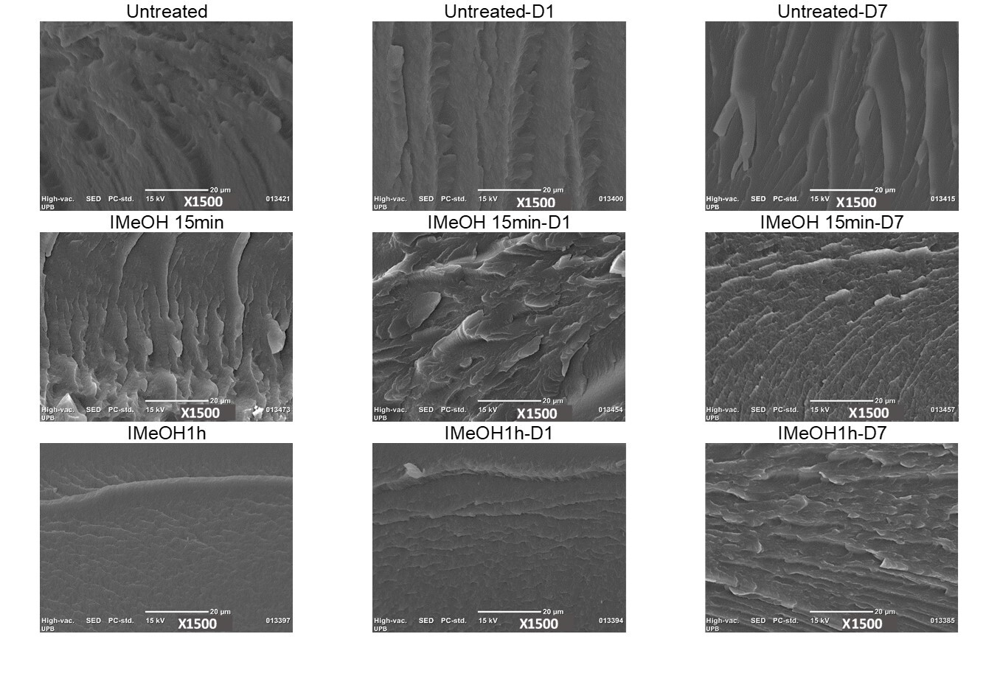 Untreated
Untreated-D1
Untreated-D7
20 µm
High-vac. SED PC-std. 15 kV X1500 013421
UPB
20 µm
High-vac. SED PC-std. 15 kV X1500 013400
UPB
20 µm
High-vac. SED PC-std. 15 kV X1500 013415
UPB
IMeOH 15min
IMeOH 15min-D1
IMeOH 15min-D7
20 µm
High-vac. SED PC-std. 15 kV X1500 013473
UPB
20 µm
High-vac. SED PC-std. 15 kV X1500 013454
UPB
20 µm
High-vac. SED PC-std. 15 kV X1500 013457
UPB
IMeOH1h
IMeOH1h-D1
IMeOH1h-D7
20 µm
High-vac. SED PC-std. 15 kV X1500 013397
UPB
20 µm
High-vac. SED PC-std. 15 kV X1500 013394
UPB
20 µm
High-vac. SED PC-std. 15 kV X1500 013385
UPB